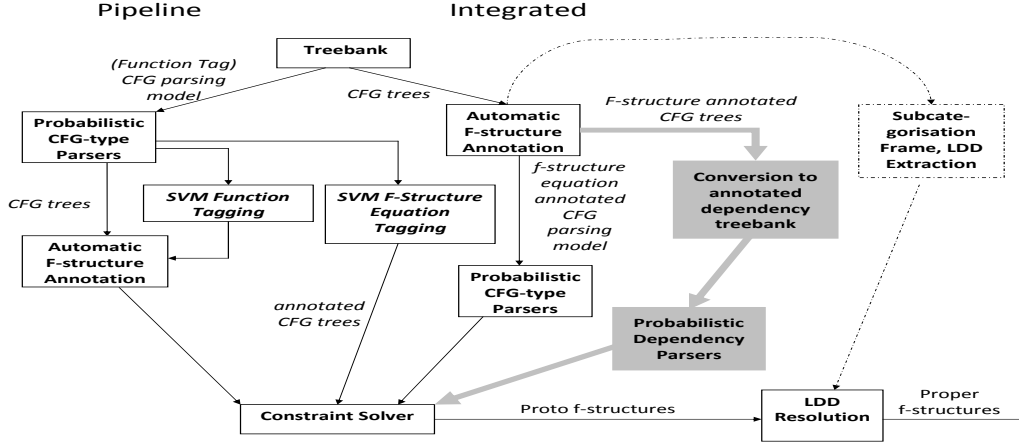 Pipeline
Integrated
Treebank
(Function Tag)
CFG parsing
model
CFG trees
Probabilistic
CFG-type
Parsers
Automatic
F-structure
Annotation
F-structure annotated
CFG trees
Subcate-
gorisation
Frame, LDD
Extraction
CFG trees
SVM Function
Tagging
SVM F-Structure
Equation
Tagging
f-structure
equation
annotated
CFG
parsing
model
Conversion to
annotated
dependency
treebank
Automatic
F-structure
Annotation
Probabilistic
CFG-type
Parsers
annotated
CFG trees
Probabilistic
Dependency
Parsers
Constraint Solver
Proto f-structures
LDD
Resolution
Proper
f-structures